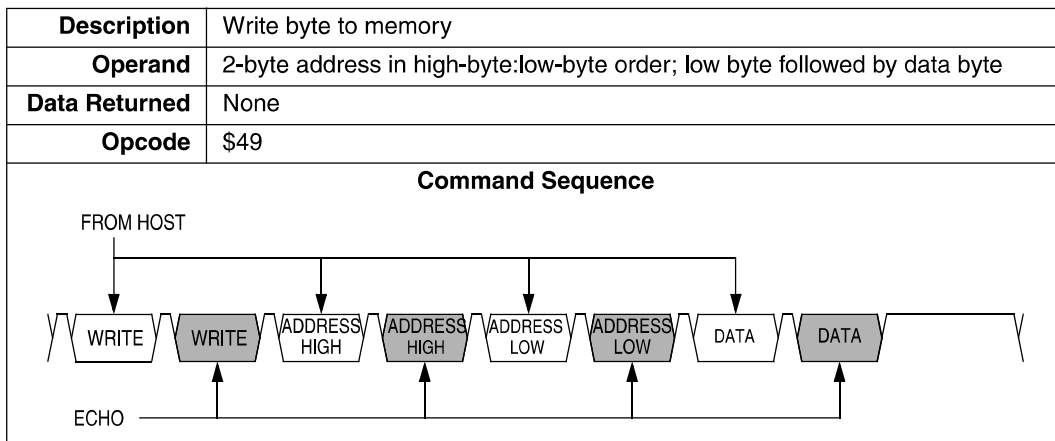 Description Write byte to memory
Operand 2-byte address in high-byte:low-byte order; low byte followed by data byte
Data Returned None
Opcode $49
Command Sequence
FROM HOST
WRITE WRITE ADDRESS HIGH ADDRESS HIGH ADDRESS LOW ADDRESS LOW DATA DATA
ECHO